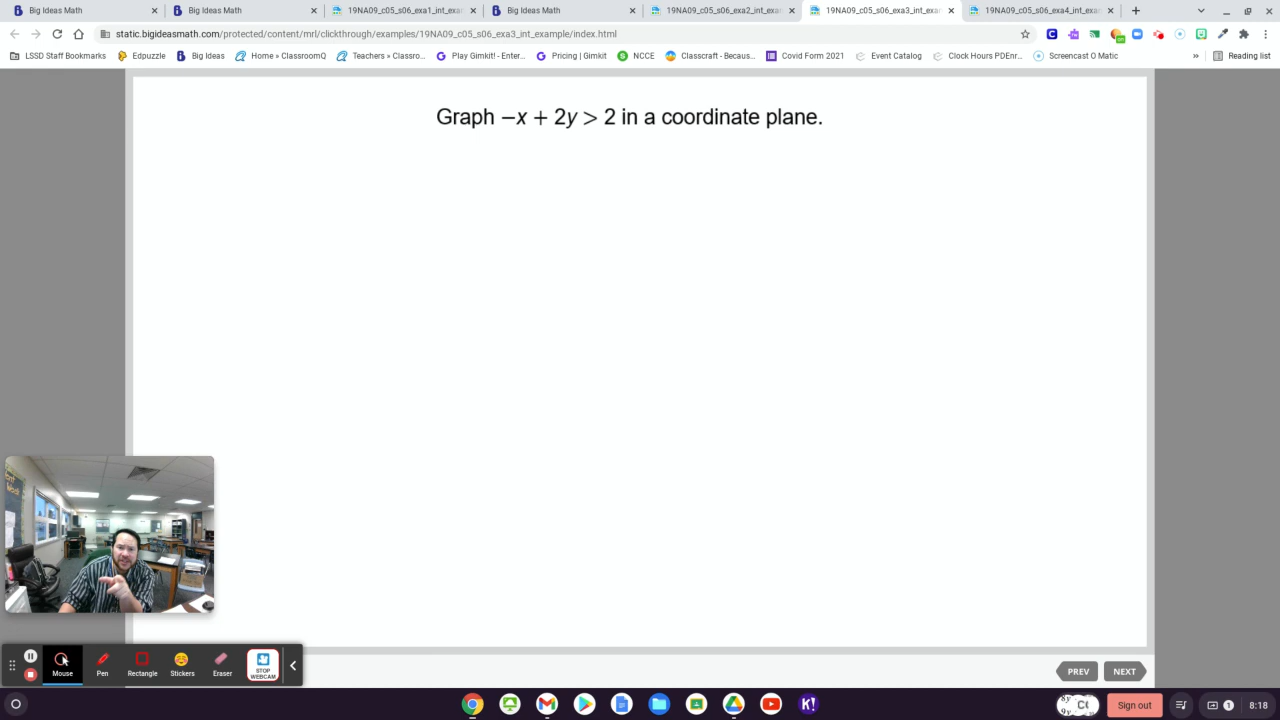 Big Ideas Math
Big Ideas Math
19NA09_c05_s06_exa1_int_exa
Big Ideas Math
19NA09_c05_s06_exa2_int_exa
19NA09_c05_s06_exa3_int_exa
19NA09_c05_s06_exa4_int_exa
static.bigideasmath.com/protected/content/mrl/clickthrough/examples/19NA09_c05_s06_exa3_int_example/index.html
LSSD Staff Bookmarks
Edpuzzle
Big Ideas
Home » ClassroomQ
Teachers » Classro...
Play Gimkit! - Enter...
Pricing | Gimkit
NCCE
Classcraft - Becaus...
Covid Form 2021
Event Catalog
Clock Hours PDEnr...
Screencast O Matic
»
Reading list
Graph −x + 2y > 2 in a coordinate plane.
Mouse
Pen
Rectangle
Stickers
Eraser
STOP
WEBCAM
PREV
NEXT
K!
Sign out
1
8:18